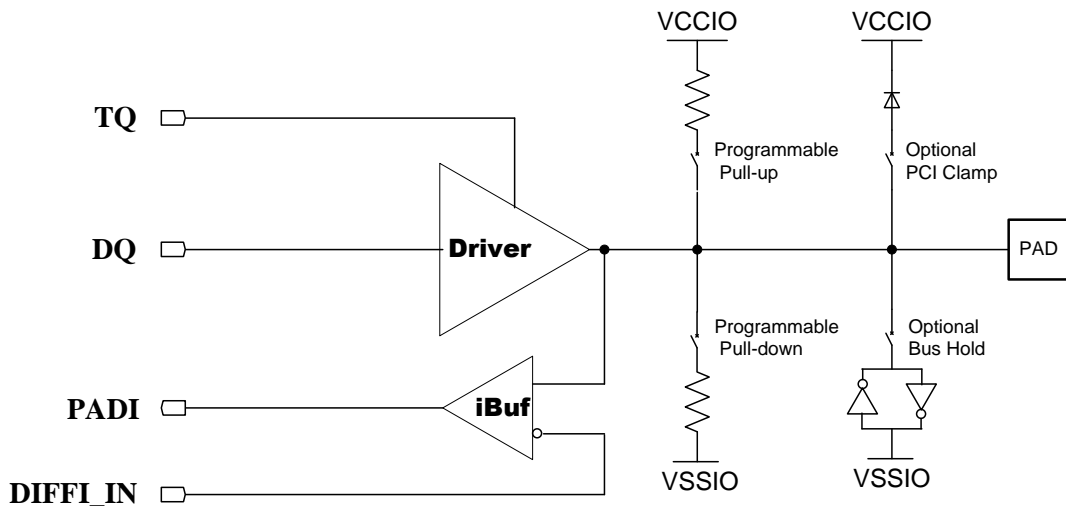 VCCIO
VCCIO
TQ
Programmable
Pull-up
Optional
PCI Clamp
DQ
Driver
PAD
Programmable
Pull-down
Optional
Bus Hold
PADI
iBuf
VSSIO
VSSIO
DIFFI_IN